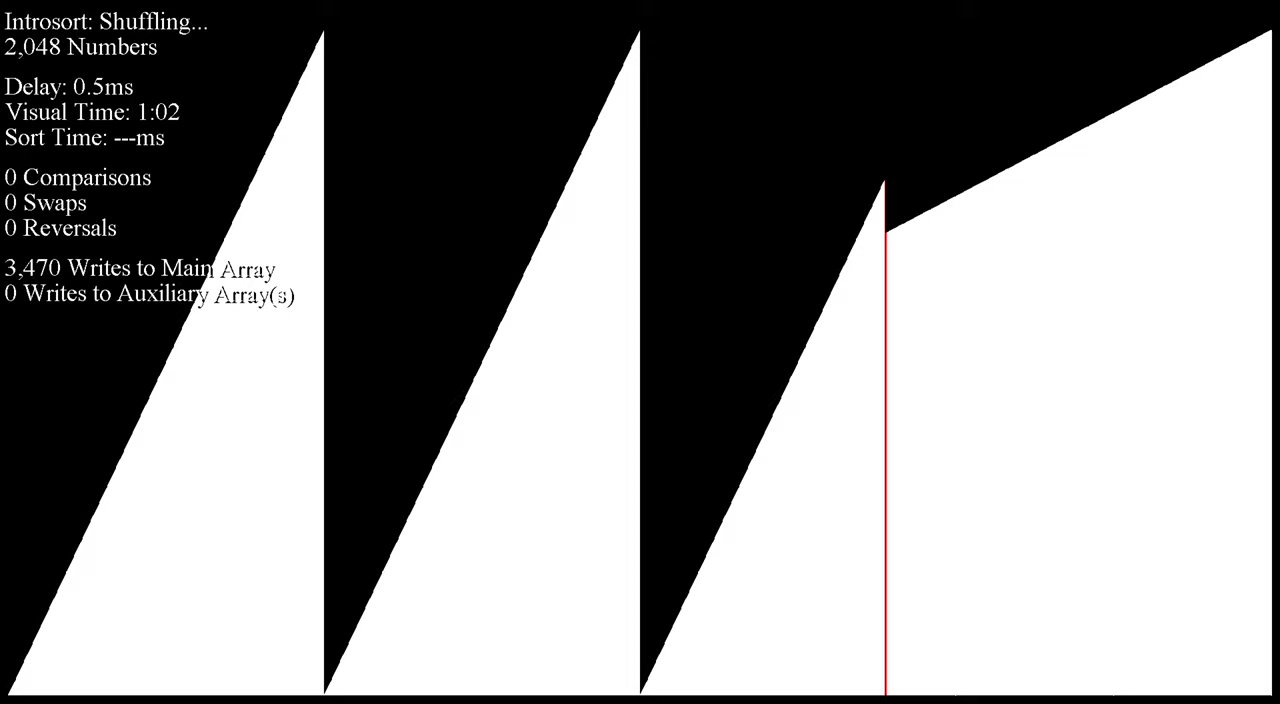 Introsort: Shuffling...
2,048 Numbers
Delay: 0.5ms
Visual Time: 1:02
Sort Time: ---ms
0 Comparisons
0 Swaps
0 Reversals
3,470 Writes to Main Array
0 Writes to Auxiliary Array(s)